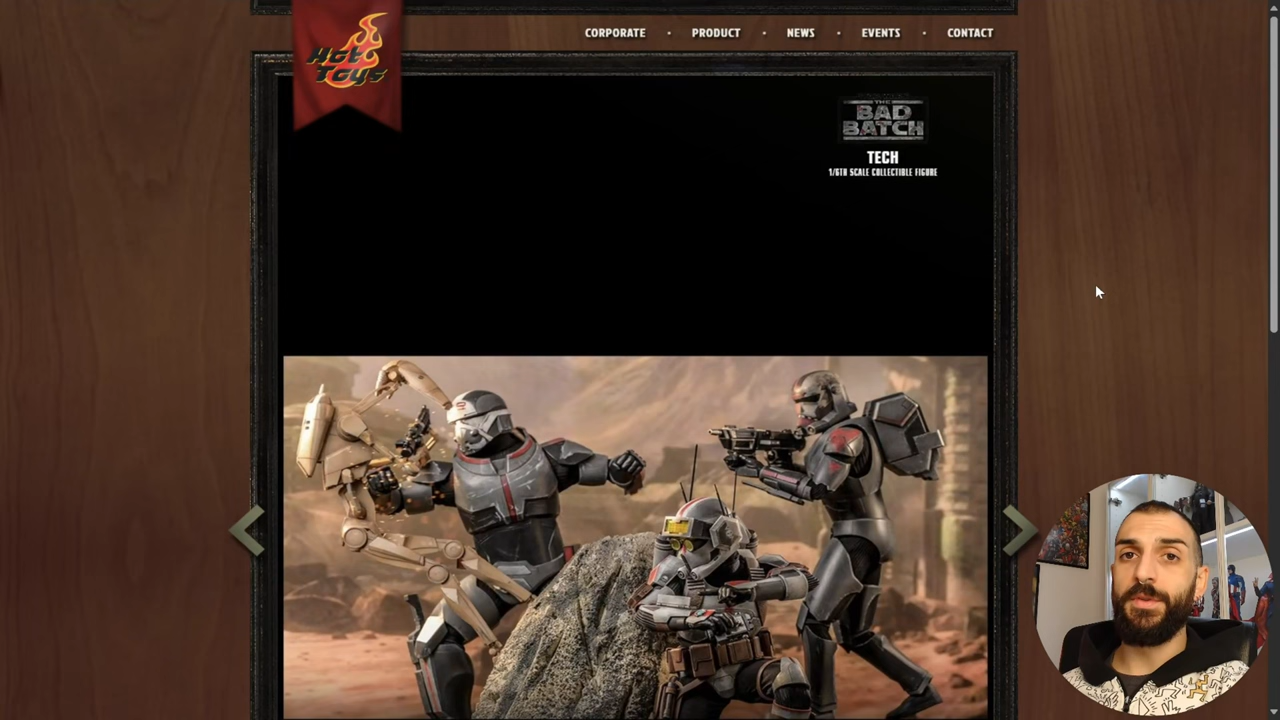 Hot
Toys
CORPORATE • PRODUCT • NEWS • EVENTS • CONTACT
THE
BAD
BATCH
TECH
1/6TH SCALE COLLECTIBLE FIGURE